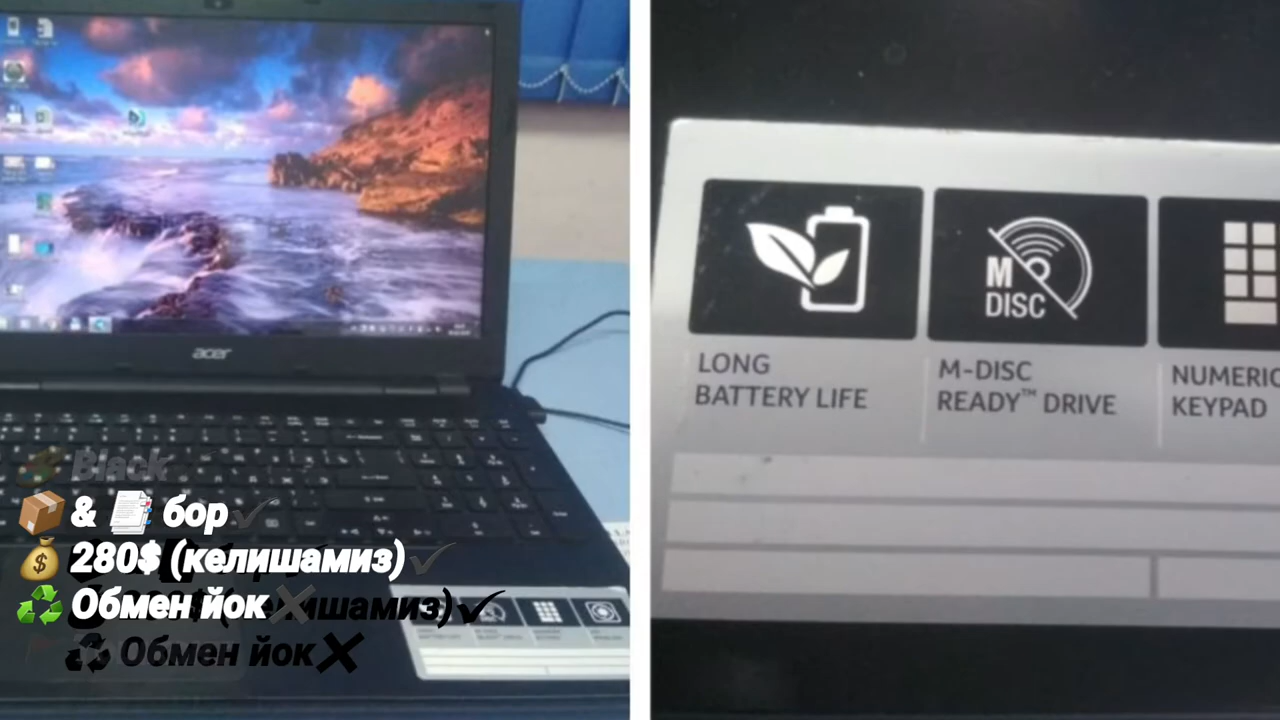 acer
Black
📦 & 📑 бор✔
💰 280$ (келишамиз)✔
♻ Обмен йок✖
280$ (келишамиз)✔
♻ Обмен йок✖
M
DISC
LONG
BATTERY LIFE
M-DISC
READY™ DRIVE
NUMERIC
KEYPAD